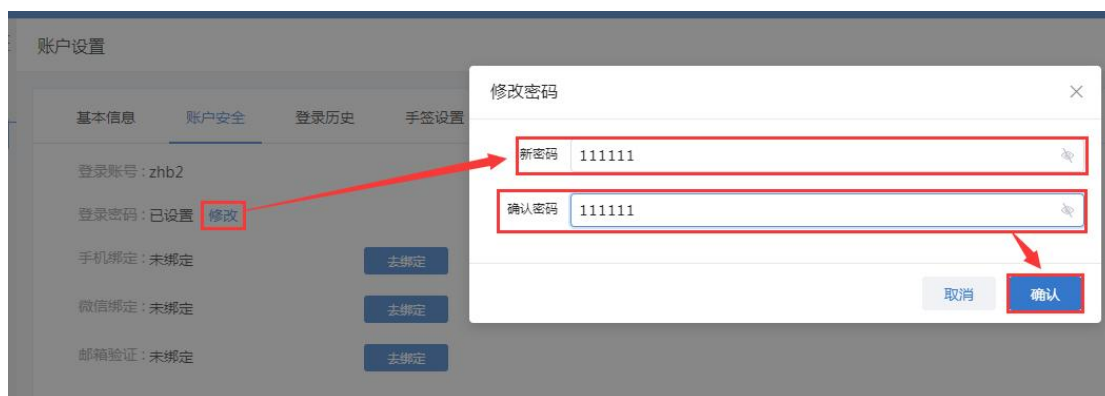 账户设置
基本信息 账户安全 登录历史 手签设置
登录账号：zhb2
登录密码：已设置 修改
手机绑定：未绑定 去绑定
微信绑定：未绑定 去绑定
邮箱验证：未绑定 去绑定
修改密码
新密码 111111
确认密码 111111
取消 确认